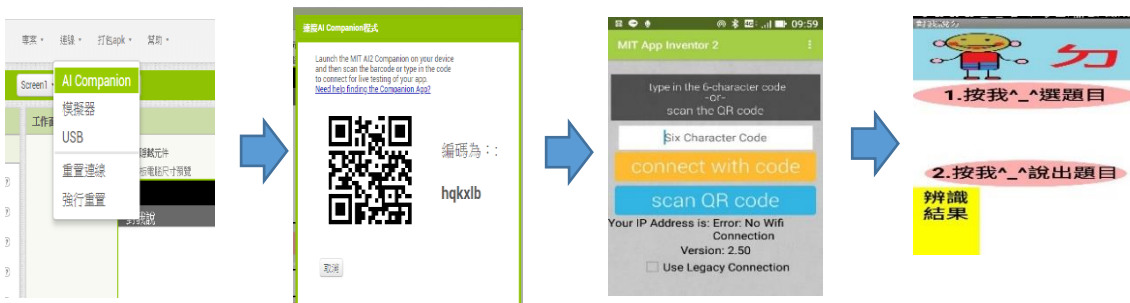 專案 ▾ 連線 ▾ 打包apk ▾ 幫助 ▾
Screen1
AI Companion
模擬器
USB
重置連線
強行重置
連線AI Companion程式
Launch the MIT AI2 Companion on your device
and then scan the barcode or type in the code
to connect for live testing of your app.
Need help finding the Companion App?
編碼為：:
hqkxlb
取消
09:59
MIT App Inventor 2
type in the 6-character code
-or-
scan the QR code
Six Character Code
connect with code
scan QR code
Your IP Address is: Error: No Wifi
Connection
Version: 2.50
Use Legacy Connection
ㄉ
1.按我^_^選題目
2.按我^_^說出題目
辨識
結果